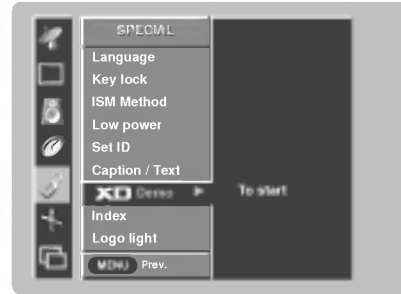 SPECIAL
Language
Key lock
ISM Method
Low power
Set ID
Caption / Text
XD Demo To start
Index
Logo light
MENU Prev.